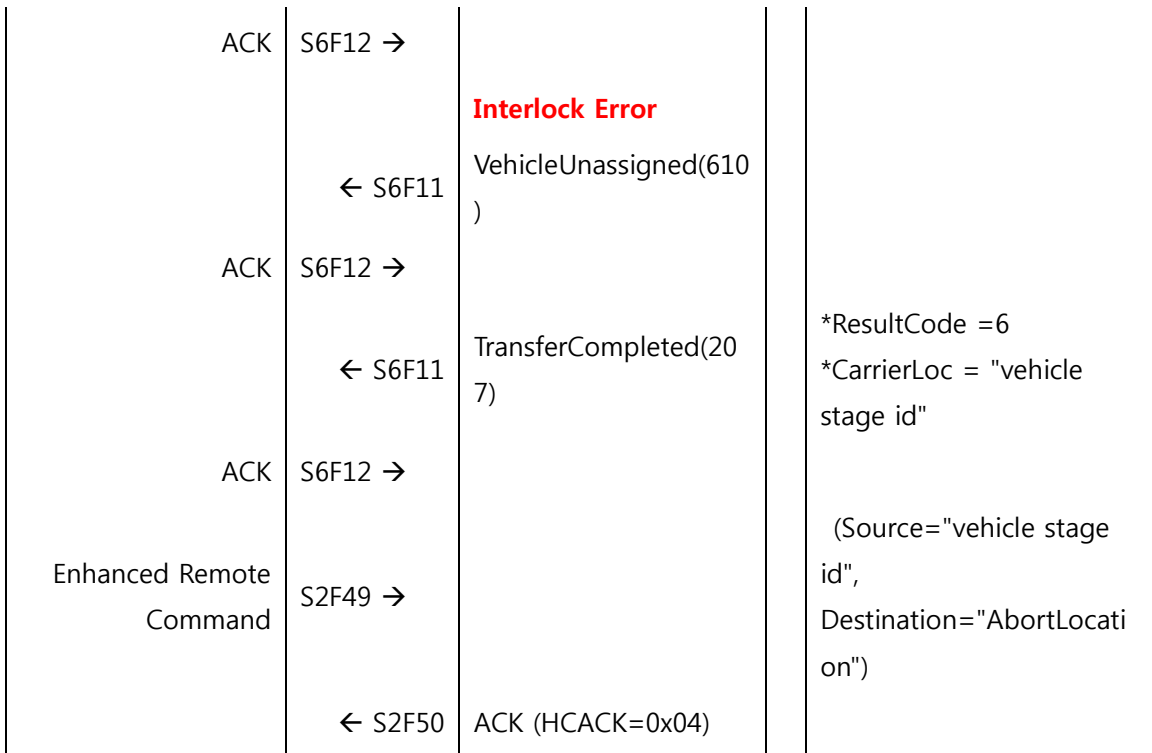 ACK S6F12 →
Interlock Error
← S6F11 VehicleUnassigned(610
)
ACK S6F12 →
← S6F11 TransferCompleted(20
7)
*ResultCode =6
*CarrierLoc = "vehicle
stage id"
ACK S6F12 →
Enhanced Remote
Command
S2F49 →
(Source="vehicle stage
id",
Destination="AbortLocati
on")
← S2F50 ACK (HCACK=0x04)